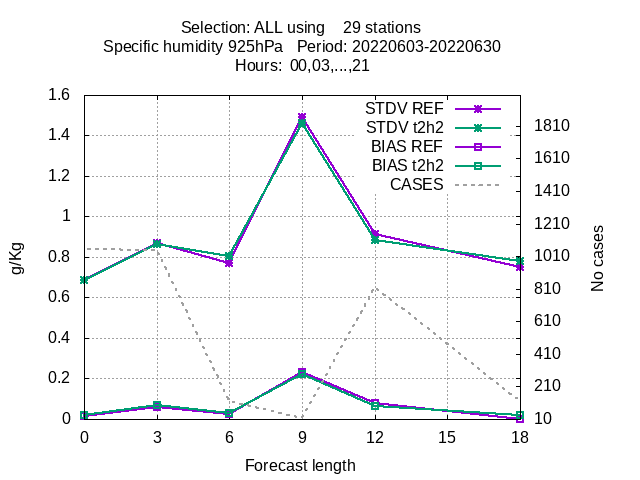 Selection: ALL using    29 stations
Specific humidity 925hPa   Period: 20220603-20220630
Hours: 00,03,...,21
STDV REF
STDV t2h2
BIAS REF
BIAS t2h2
CASES
g/Kg
1.6
1.4
1.2
1
0.8
0.6
0.4
0.2
0
No cases
1810
1610
1410
1210
1010
810
610
410
210
10
0 3 6 9 12 15 18
Forecast length